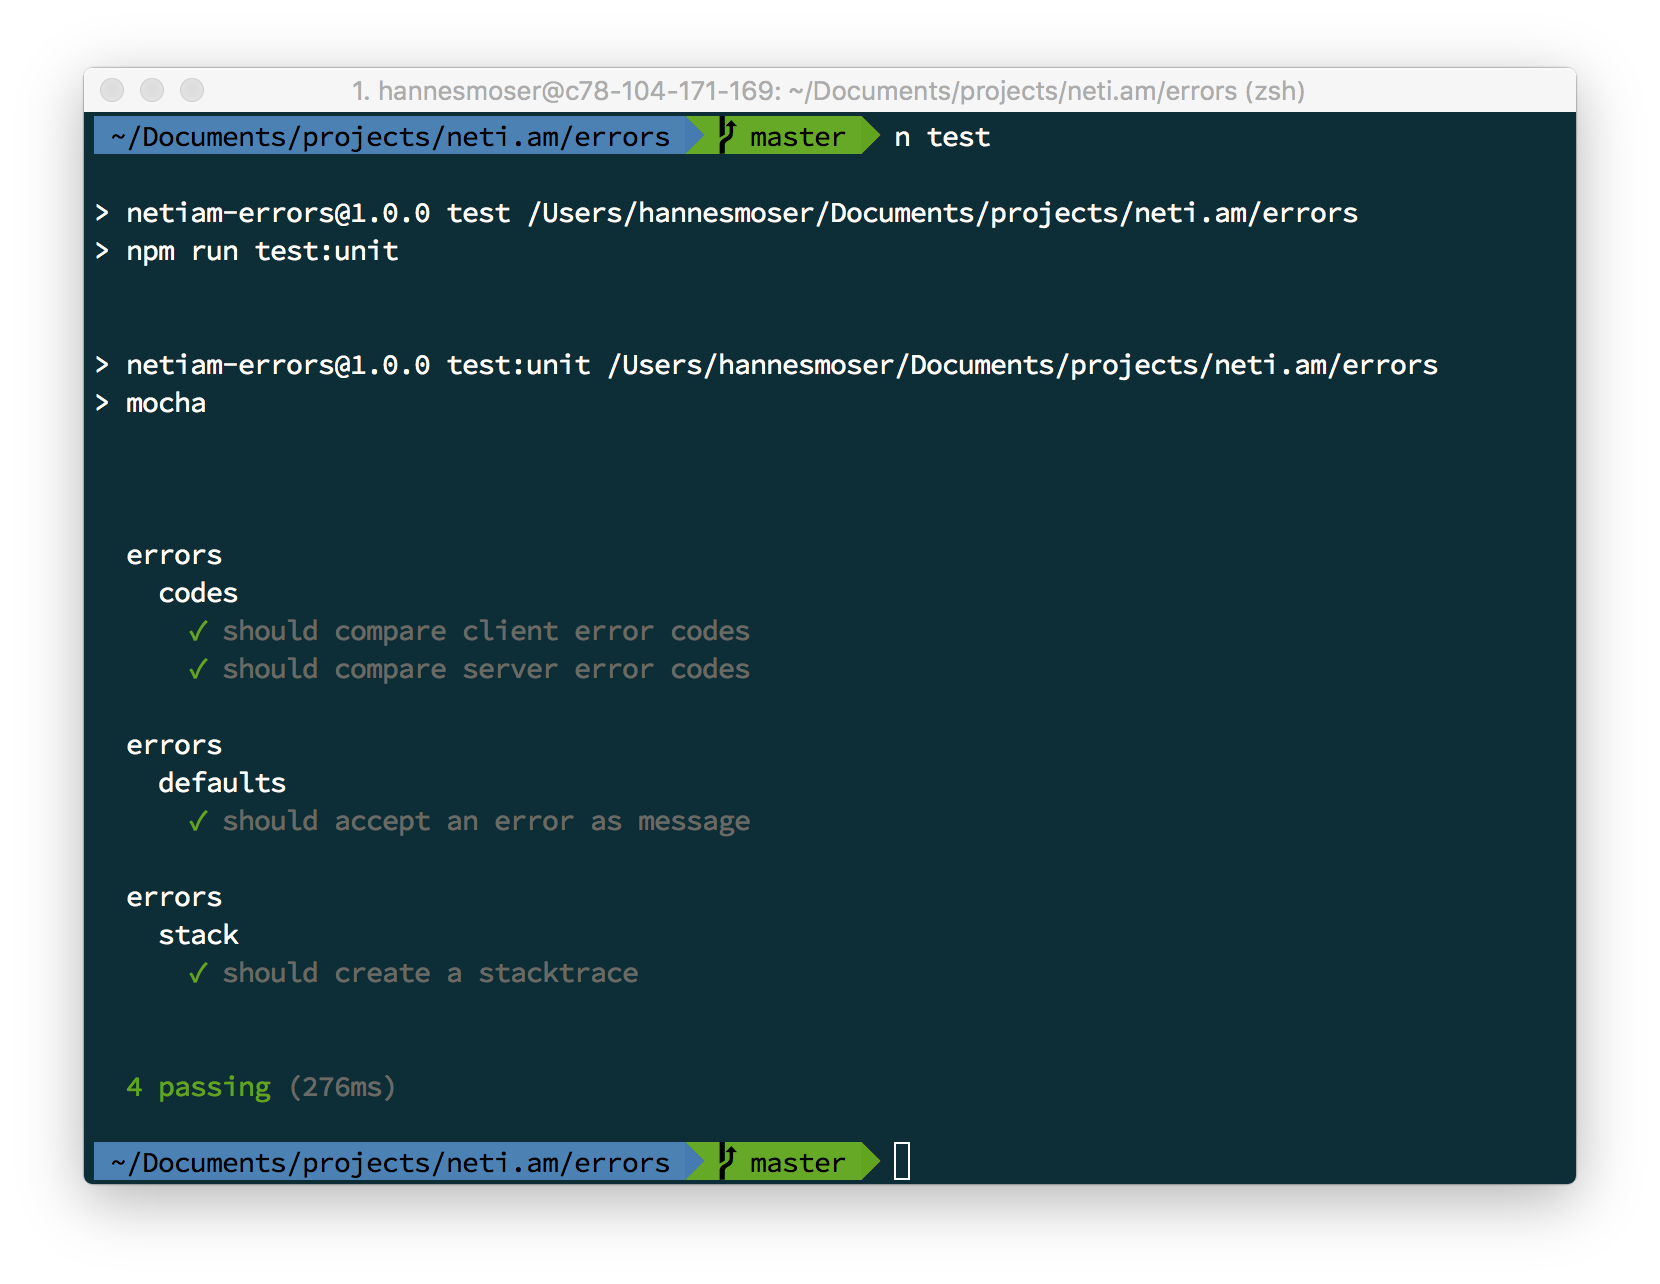 1. hannesmoser@c78-104-171-169: ~/Documents/projects/neti.am/errors (zsh)
~/Documents/projects/neti.am/errors master n test
> netiam-errors@1.0.0 test /Users/hannesmoser/Documents/projects/neti.am/errors
> npm run test:unit
> netiam-errors@1.0.0 test:unit /Users/hannesmoser/Documents/projects/neti.am/errors
> mocha
errors
codes
✓ should compare client error codes
✓ should compare server error codes
errors
defaults
✓ should accept an error as message
errors
stack
✓ should create a stacktrace
4 passing (276ms)
~/Documents/projects/neti.am/errors master